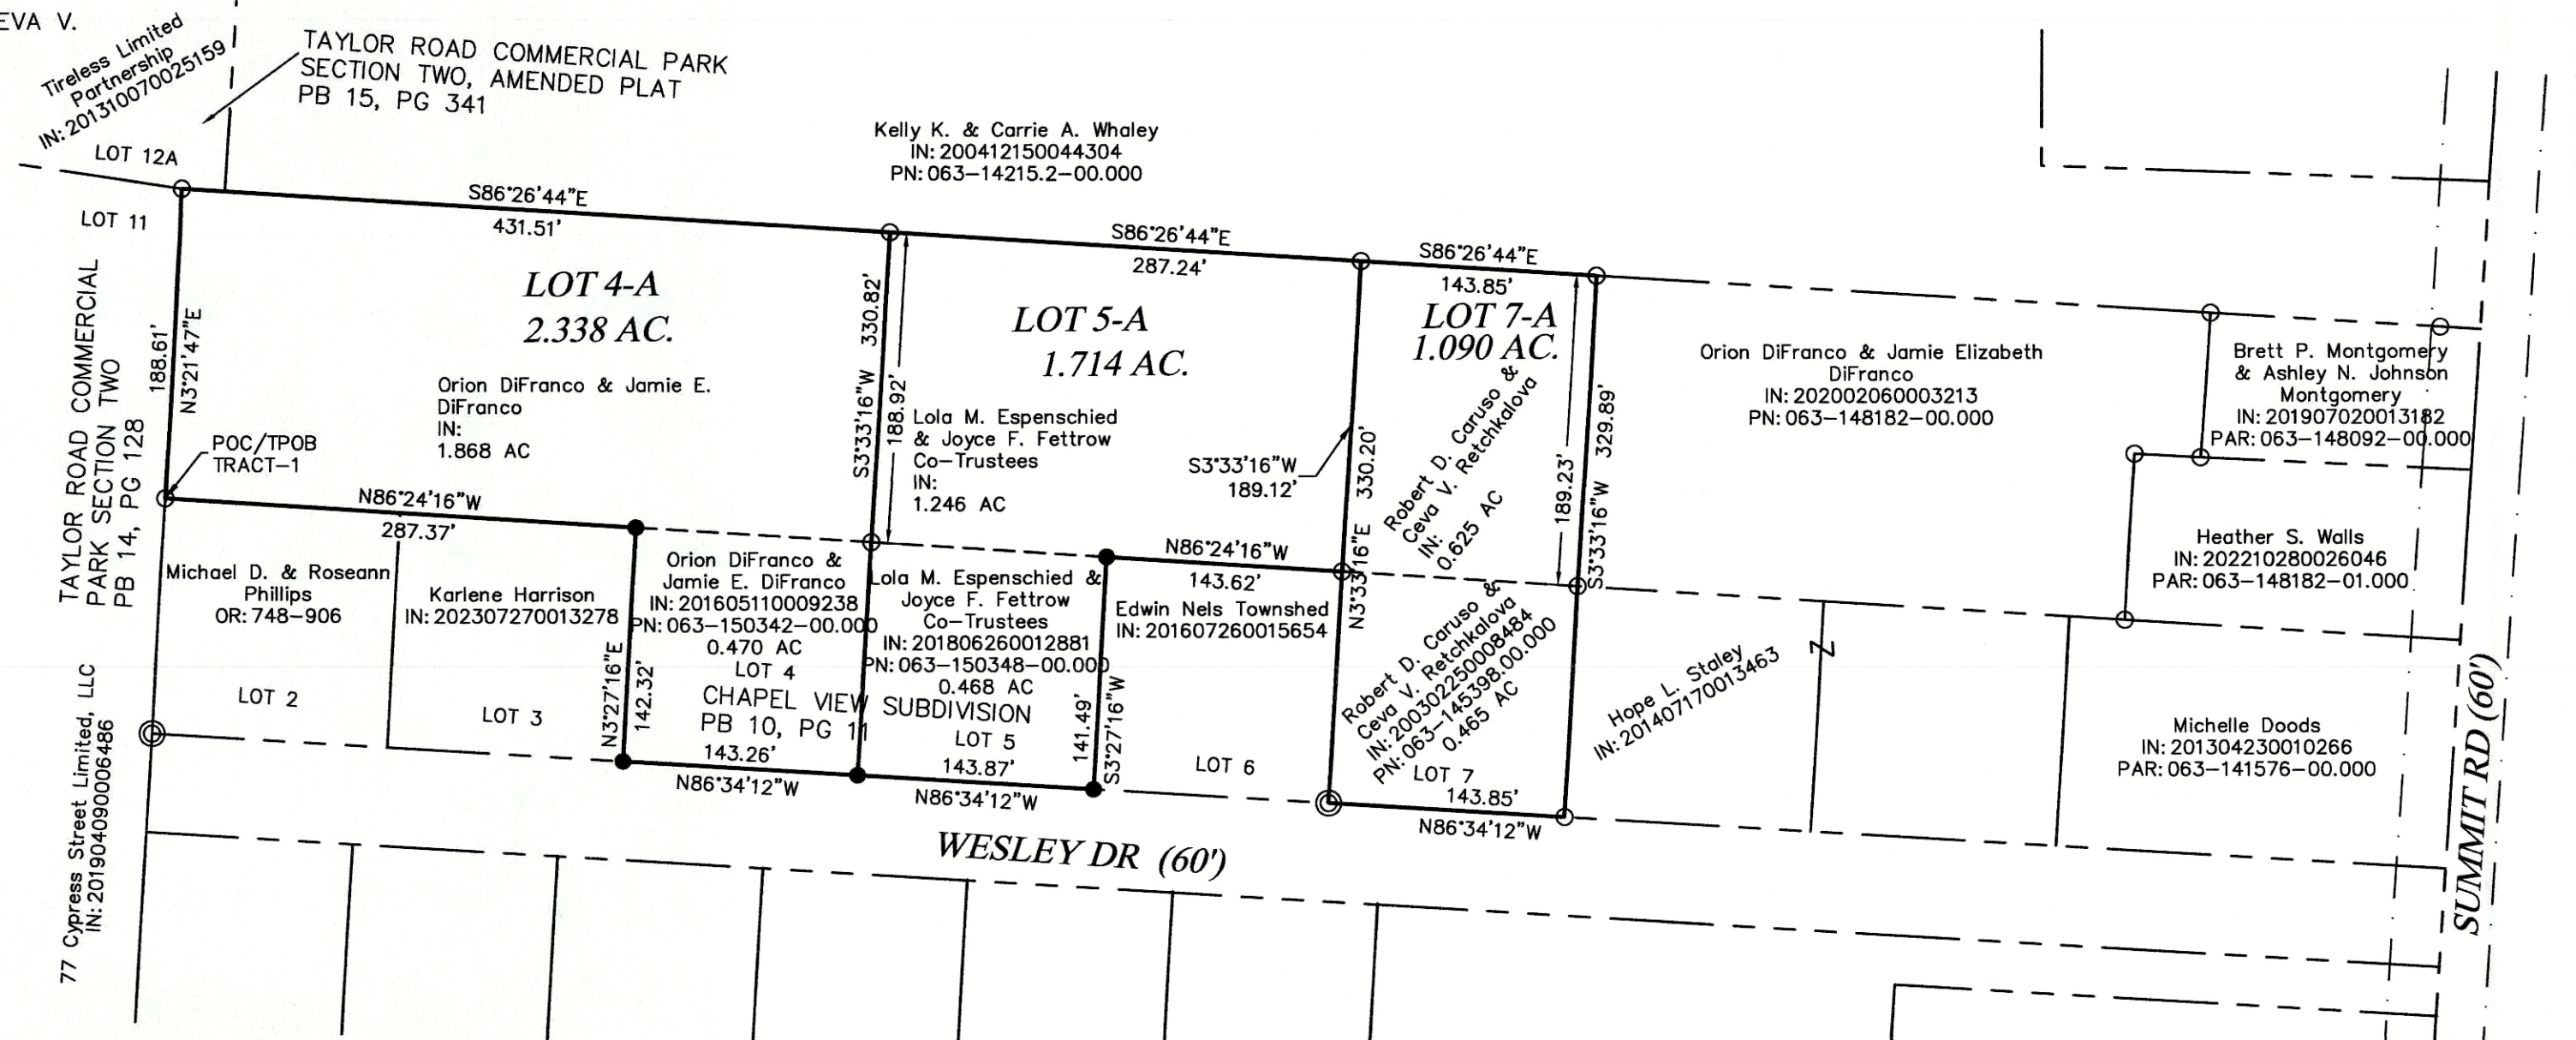 EVA V.
Tireless Limited
Partnership
IN: 201310070025159
TAYLOR ROAD COMMERCIAL PARK
SECTION TWO, AMENDED PLAT
PB 15, PG 341
LOT 12A
LOT 11
Kelly K. & Carrie A. Whaley
IN: 200412150044304
PN: 063-14215.2-00.000
S86°26'44"E
431.51'
S86°26'44"E
287.24'
S86°26'44"E
143.85'
TAYLOR ROAD COMMERCIAL
PARK SECTION TWO
PB 14, PG 128
188.61'
N3°21'47"E
LOT 4-A
2.338 AC.
Orion DiFranco & Jamie E.
DiFranco
IN:
1.868 AC
POC/TPOB
TRACT-1
S3°33'16"W 330.82'
188.92'
LOT 5-A
1.714 AC.
Lola M. Espenschied
& Joyce F. Fettrow
Co-Trustees
IN:
1.246 AC
S3°33'16"W
189.12'
N3°33'16"E 330.20'
LOT 7-A
1.090 AC.
Robert D. Caruso &
Ceva V. Retchkalova
IN:
0.625 AC
189.23'
S3°33'16"W 329.89'
Orion DiFranco & Jamie Elizabeth
DiFranco
IN: 202002060003213
PN: 063-148182-00.000
Brett P. Montgomery
& Ashley N. Johnson
Montgomery
IN: 201907020013182
PAR: 063-148092-00.000
Heather S. Walls
IN: 202210280026046
PAR: 063-148182-01.000
N86°24'16"W
287.37'
Michael D. & Roseann
Phillips
OR: 748-906
LOT 2
Karlene Harrison
IN: 202307270013278
LOT 3
N3°27'16"E
142.32'
Orion DiFranco &
Jamie E. DiFranco
IN: 201605110009238
PN: 063-150342-00.000
0.470 AC
LOT 4
CHAPEL VIEW SUBDIVISION
PB 10, PG 11
143.26'
N86°34'12"W
Lola M. Espenschied &
Joyce F. Fettrow
Co-Trustees
IN: 201806260012881
PN: 063-150348-00.000
0.468 AC
LOT 5
143.87'
N86°34'12"W
141.49'
S3°27'16"W
N86°24'16"W
143.62'
Edwin Nels Townshed
IN: 201607260015654
LOT 6
Robert D. Caruso &
Ceva V. Retchkalova
IN: 200302250008484
PN: 063-145398.00.000
0.465 AC
LOT 7
143.85'
N86°34'12"W
Hope L. Staley
IN: 201407170013463
Z
Michelle Doods
IN: 201304230010266
PAR: 063-141576-00.000
77 Cypress Street Limited, LLC
IN: 201904090006486
WESLEY DR (60')
SUMMIT RD (60')